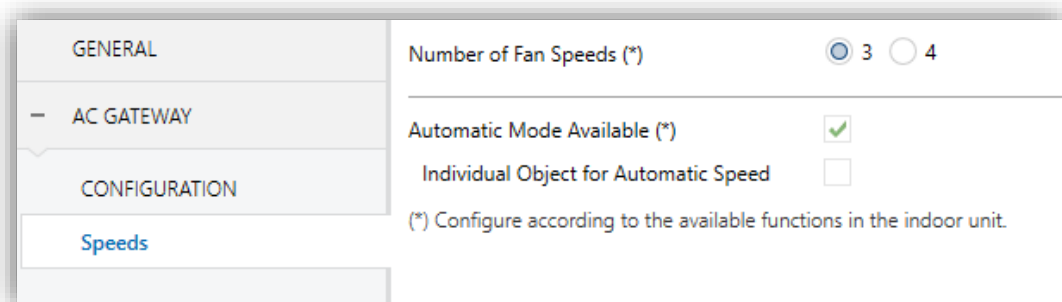 GENERAL
AC GATEWAY
CONFIGURATION
Speeds
Number of Fan Speeds (*)
3
4
Automatic Mode Available (*)
Individual Object for Automatic Speed
(*) Configure according to the available functions in the indoor unit.